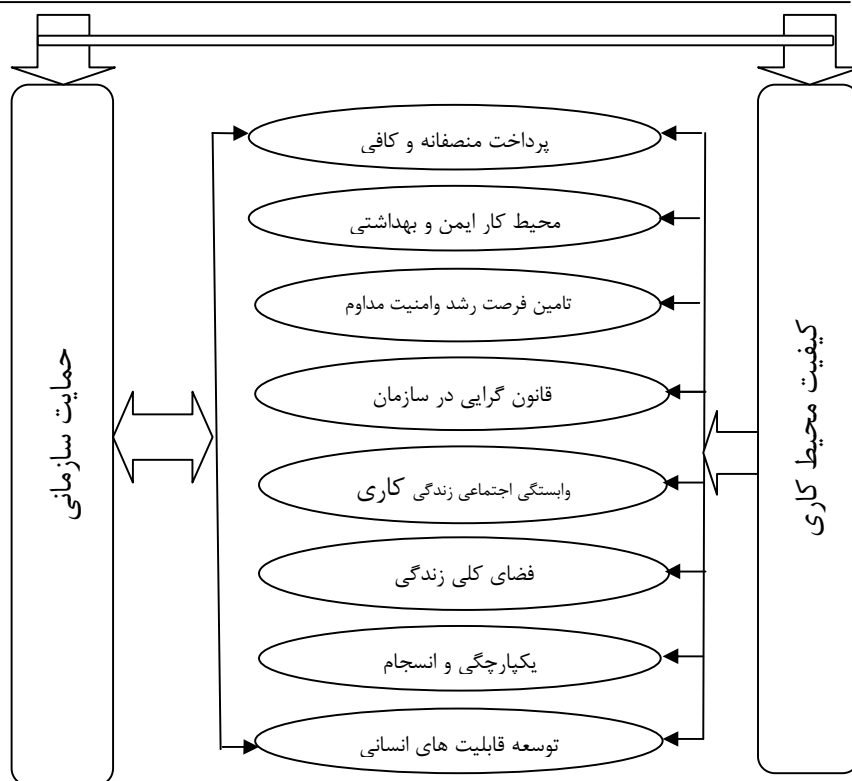 کیفیت محیط کاری
پرداخت منصفانه و کافی
محیط کار ایمن و بهداشتی
تامین فرصت رشد وامنیت مداوم
قانون گرایی در سازمان
وابستگی اجتماعی زندگی کاری
فضای کلی زندگی
یکپارچگی و انسجام
توسعه قابلیت های انسانی
حمایت سازمانی